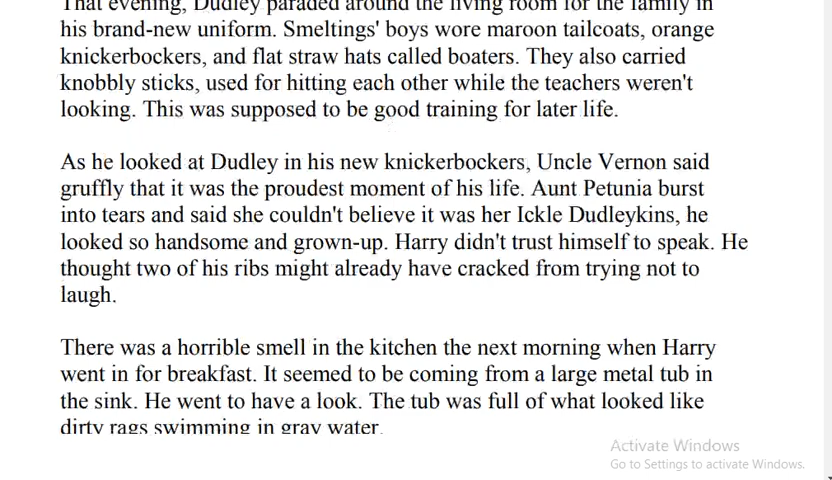 That evening, Dudley paraded around the living room for the family in
his brand-new uniform. Smeltings' boys wore maroon tailcoats, orange
knickerbockers, and flat straw hats called boaters. They also carried
knobbly sticks, used for hitting each other while the teachers weren't
looking. This was supposed to be good training for later life.

As he looked at Dudley in his new knickerbockers, Uncle Vernon said
gruffly that it was the proudest moment of his life. Aunt Petunia burst
into tears and said she couldn't believe it was her Ickle Dudleykins, he
looked so handsome and grown-up. Harry didn't trust himself to speak. He
thought two of his ribs might already have cracked from trying not to
laugh.

There was a horrible smell in the kitchen the next morning when Harry
went in for breakfast. It seemed to be coming from a large metal tub in
the sink. He went to have a look. The tub was full of what looked like
dirty rags swimming in gray water.
Activate Windows
Go to Settings to activate Windows.